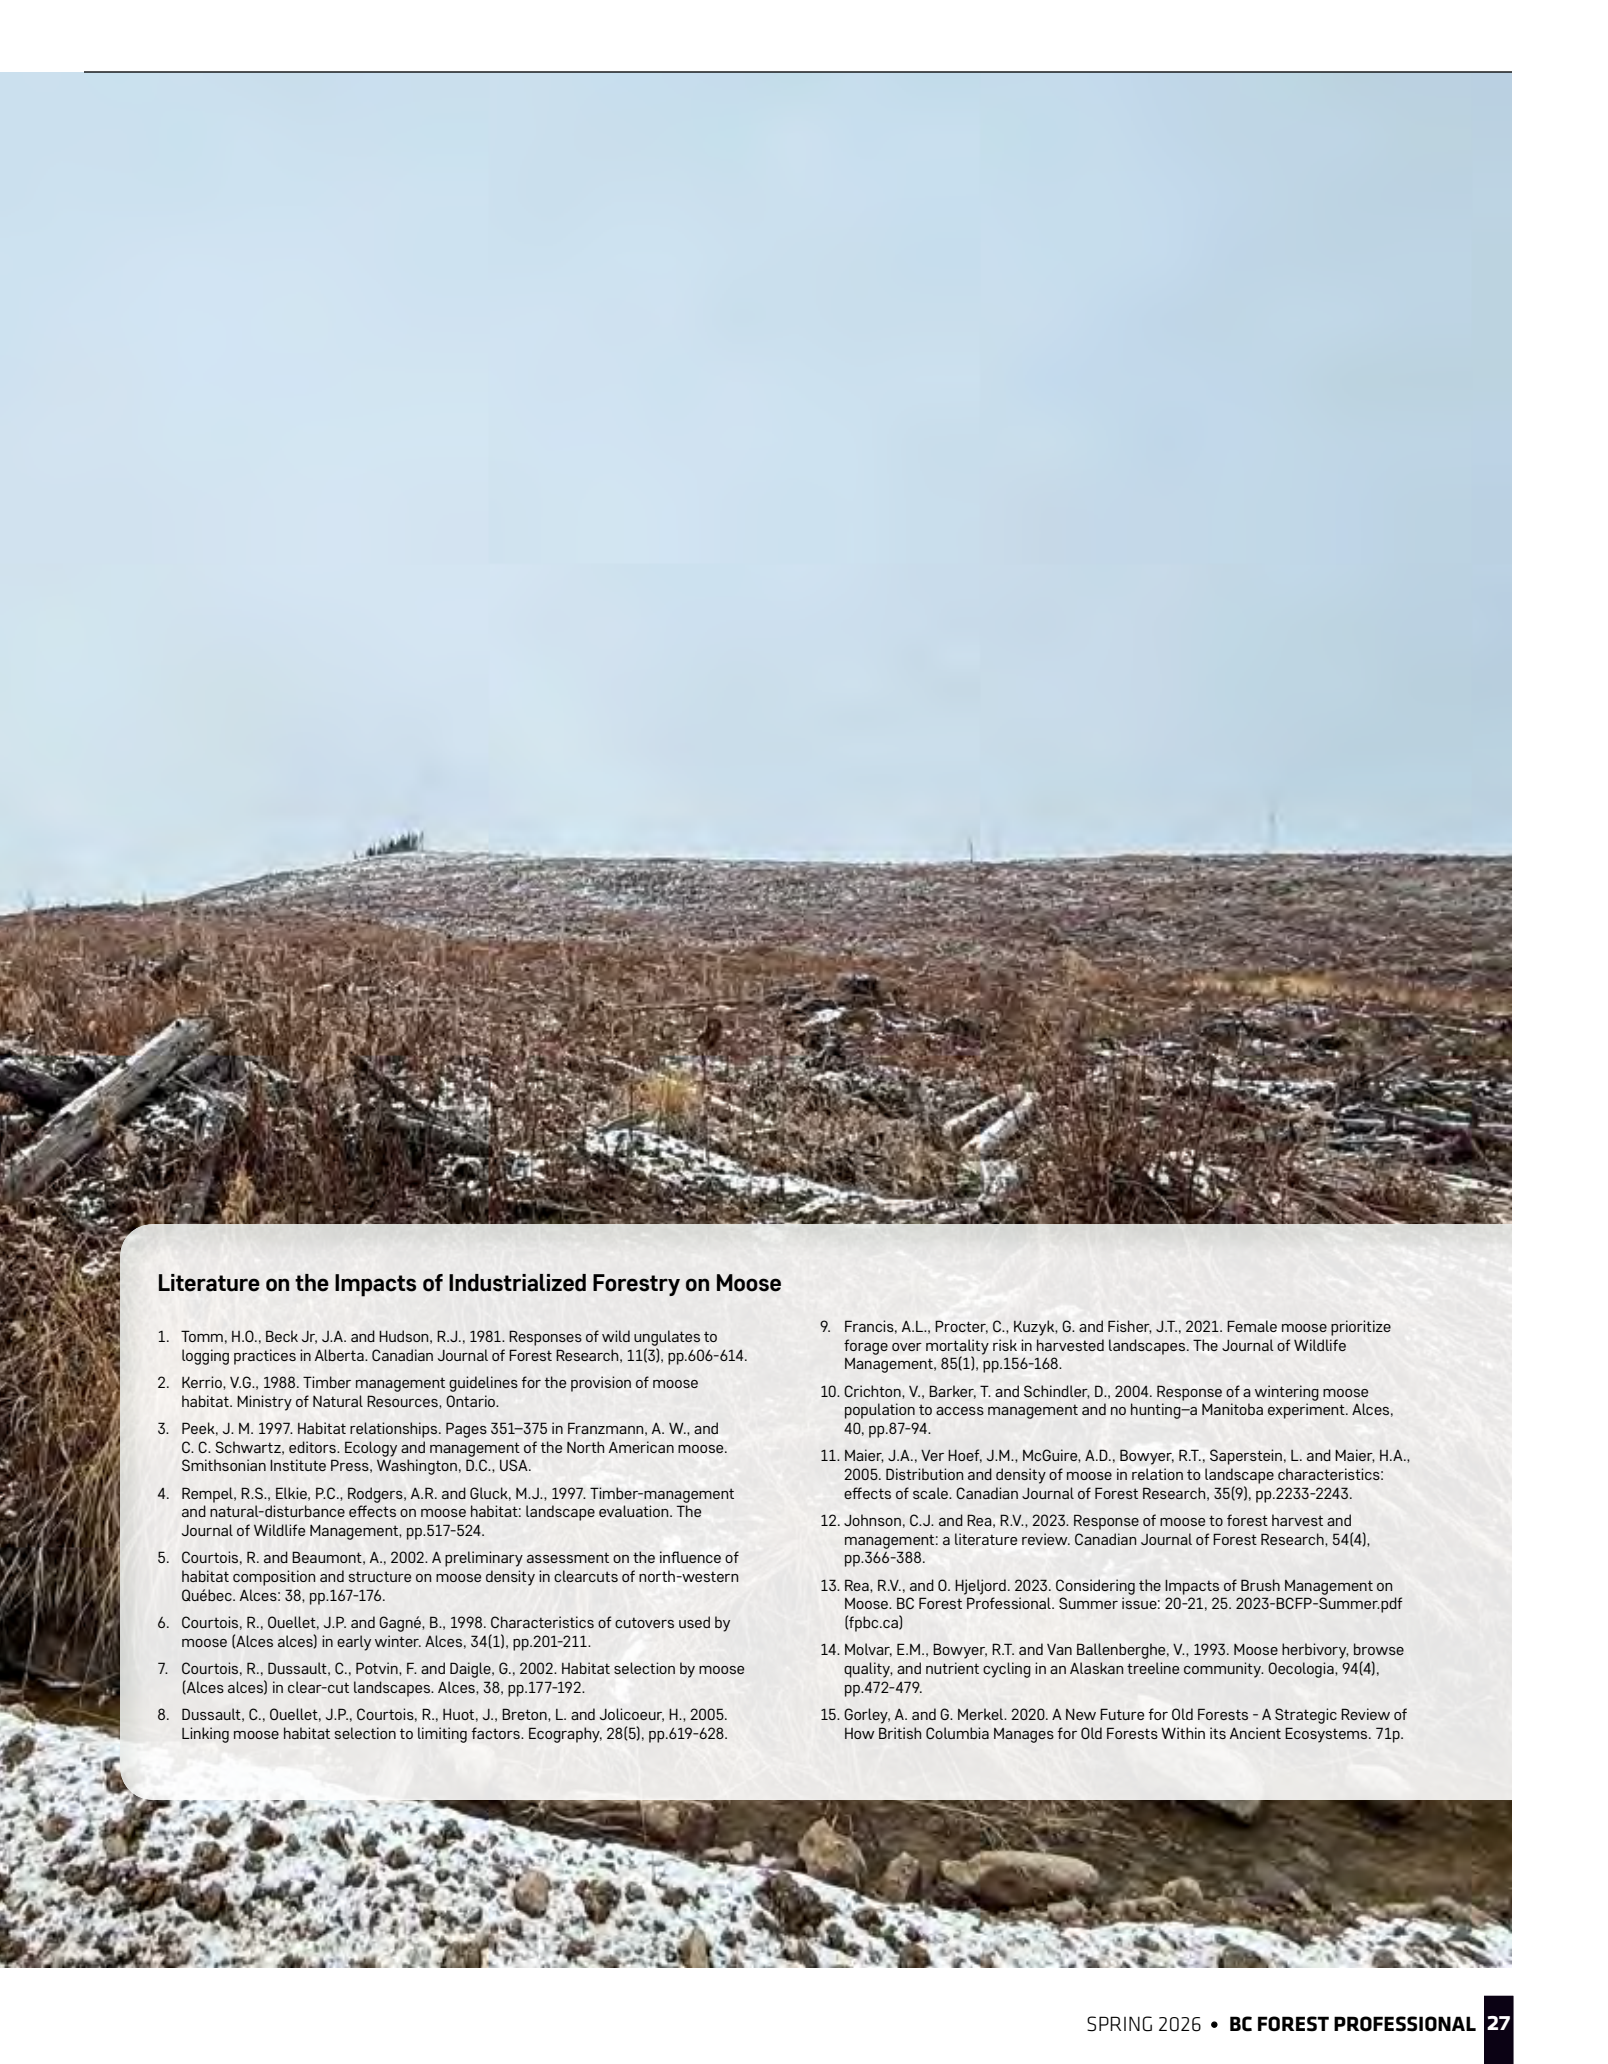 Literature on the Impacts of Industrialized Forestry on Moose
1. Tomm, H.O., Beck Jr, J.A. and Hudson, R.J., 1981. Responses of wild ungulates to
logging practices in Alberta. Canadian Journal of Forest Research, 11(3), pp.606-614.
2. Kerrio, V.G., 1988. Timber management guidelines for the provision of moose
habitat. Ministry of Natural Resources, Ontario.
3. Peek, J. M. 1997. Habitat relationships. Pages 351–375 in Franzmann, A. W., and
C. C. Schwartz, editors. Ecology and management of the North American moose.
Smithsonian Institute Press, Washington, D.C., USA.
4. Rempel, R.S., Elkie, P.C., Rodgers, A.R. and Gluck, M.J., 1997. Timber-management
and natural-disturbance effects on moose habitat: landscape evaluation. The
Journal of Wildlife Management, pp.517-524.
5. Courtois, R. and Beaumont, A., 2002. A preliminary assessment on the influence of
habitat composition and structure on moose density in clearcuts of north-western
Québec. Alces: 38, pp.167-176.
6. Courtois, R., Ouellet, J.P. and Gagné, B., 1998. Characteristics of cutovers used by
moose (Alces alces) in early winter. Alces, 34(1), pp.201-211.
7. Courtois, R., Dussault, C., Potvin, F. and Daigle, G., 2002. Habitat selection by moose
(Alces alces) in clear-cut landscapes. Alces, 38, pp.177-192.
8. Dussault, C., Ouellet, J.P., Courtois, R., Huot, J., Breton, L. and Jolicoeur, H., 2005.
Linking moose habitat selection to limiting factors. Ecography, 28(5), pp.619-628.
9. Francis, A.L., Procter, C., Kuzyk, G. and Fisher, J.T., 2021. Female moose prioritize
forage over mortality risk in harvested landscapes. The Journal of Wildlife
Management, 85(1), pp.156-168.
10. Crichton, V., Barker, T. and Schindler, D., 2004. Response of a wintering moose
population to access management and no hunting—a Manitoba experiment. Alces,
40, pp.87-94.
11. Maier, J.A., Ver Hoef, J.M., McGuire, A.D., Bowyer, R.T., Saperstein, L. and Maier, H.A.,
2005. Distribution and density of moose in relation to landscape characteristics:
effects of scale. Canadian Journal of Forest Research, 35(9), pp.2233-2243.
12. Johnson, C.J. and Rea, R.V., 2023. Response of moose to forest harvest and
management: a literature review. Canadian Journal of Forest Research, 54(4),
pp.366-388.
13. Rea, R.V., and O. Hjeljord. 2023. Considering the Impacts of Brush Management on
Moose. BC Forest Professional. Summer issue: 20-21, 25. 2023-BCFP-Summer.pdf
(fpbc.ca)
14. Molvar, E.M., Bowyer, R.T. and Van Ballenberghe, V., 1993. Moose herbivory, browse
quality, and nutrient cycling in an Alaskan treeline community. Oecologia, 94(4),
pp.472-479.
15. Gorley, A. and G. Merkel. 2020. A New Future for Old Forests - A Strategic Review of
How British Columbia Manages for Old Forests Within its Ancient Ecosystems. 71p.
SPRING 2026 • BC FOREST PROFESSIONAL 27